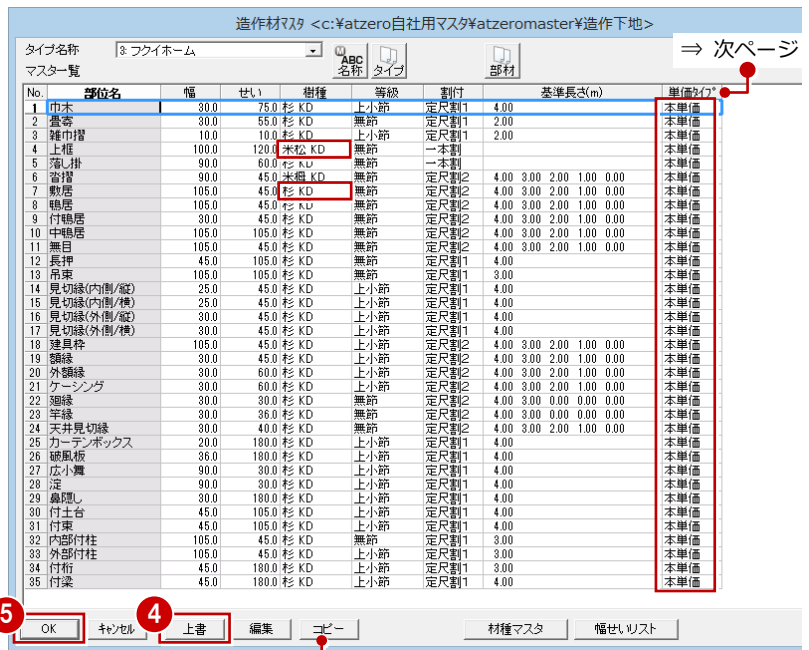 造作材ﾏｽﾀ <c:¥atzero自社用マスタ¥atzeromaster¥造作下地>
タイプ名称 3: フクイホーム ABC名称 タイプ 部材 ⇒ 次ページ
マスタ一覧
No. 部位名 幅 せい 樹種 等級 割付 基準長さ(m) 単価ﾀｲﾌﾟ
1 巾木 30.0 75.0 杉 KD 上小節 定尺割1 4.00 本単価
2 畳寄 30.0 55.0 杉 KD 無節 定尺割1 2.00 本単価
3 雑巾摺 10.0 10.0 杉 KD 上小節 定尺割1 2.00 本単価
4 上框 100.0 120.0 米松 KD 無節 一本割 本単価
5 落し掛 90.0 60.0 杉 KD 無節 一本割 本単価
6 沓摺 90.0 45.0 米栂 KD 無節 定尺割2 4.00 3.00 2.00 1.00 0.00 本単価
7 敷居 105.0 45.0 杉 KD 無節 定尺割2 4.00 3.00 2.00 1.00 0.00 本単価
8 鴨居 105.0 45.0 杉 KD 無節 定尺割2 4.00 3.00 2.00 1.00 0.00 本単価
9 付鴨居 30.0 45.0 杉 KD 無節 定尺割2 4.00 3.00 2.00 1.00 0.00 本単価
10 中鴨居 105.0 45.0 杉 KD 無節 定尺割2 4.00 3.00 2.00 1.00 0.00 本単価
11 無目 105.0 45.0 杉 KD 無節 定尺割2 4.00 3.00 2.00 1.00 0.00 本単価
12 長押 45.0 105.0 杉 KD 無節 定尺割1 4.00 本単価
13 吊束 105.0 105.0 杉 KD 無節 定尺割1 3.00 本単価
14 見切縁(内側/縦) 25.0 45.0 杉 KD 上小節 定尺割1 4.00 本単価
15 見切縁(内側/横) 25.0 45.0 杉 KD 上小節 定尺割1 4.00 本単価
16 見切縁(外側/縦) 30.0 45.0 杉 KD 上小節 定尺割1 4.00 本単価
17 見切縁(外側/横) 30.0 45.0 杉 KD 上小節 定尺割1 4.00 本単価
18 建具枠 105.0 45.0 杉 KD 上小節 定尺割2 4.00 3.00 2.00 1.00 0.00 本単価
19 額縁 30.0 45.0 杉 KD 上小節 定尺割2 4.00 3.00 2.00 1.00 0.00 本単価
20 外額縁 30.0 60.0 杉 KD 上小節 定尺割2 4.00 3.00 2.00 1.00 0.00 本単価
21 ケーシング 30.0 60.0 杉 KD 上小節 定尺割2 4.00 3.00 2.00 1.00 0.00 本単価
22 廻縁 30.0 30.0 杉 KD 無節 定尺割2 4.00 3.00 0.00 0.00 0.00 本単価
23 竿縁 30.0 36.0 杉 KD 無節 定尺割2 4.00 3.00 0.00 0.00 0.00 本単価
24 天井見切縁 30.0 40.0 杉 KD 無節 定尺割2 4.00 3.00 2.00 1.00 0.00 本単価
25 カーテンボックス 20.0 180.0 杉 KD 上小節 定尺割1 4.00 本単価
26 破風板 36.0 180.0 杉 KD 上小節 定尺割1 4.00 本単価
27 広小舞 90.0 30.0 杉 KD 上小節 定尺割1 4.00 本単価
28 淀 90.0 30.0 杉 KD 上小節 定尺割1 4.00 本単価
29 鼻隠し 30.0 180.0 杉 KD 上小節 定尺割1 4.00 本単価
30 付土台 45.0 105.0 杉 KD 上小節 定尺割1 4.00 本単価
31 付束 45.0 105.0 杉 KD 上小節 定尺割1 4.00 本単価
32 内部付柱 105.0 45.0 杉 KD 無節 定尺割1 3.00 本単価
33 外部付柱 105.0 45.0 杉 KD 上小節 定尺割1 3.00 本単価
34 付桁 45.0 180.0 杉 KD 上小節 定尺割1 3.00 本単価
35 付梁 45.0 180.0 杉 KD 上小節 定尺割1 4.00 本単価
5 OK ｷｬﾝｾﾙ 4 上書 編集 コピー 材種マスタ 幅せいリスト